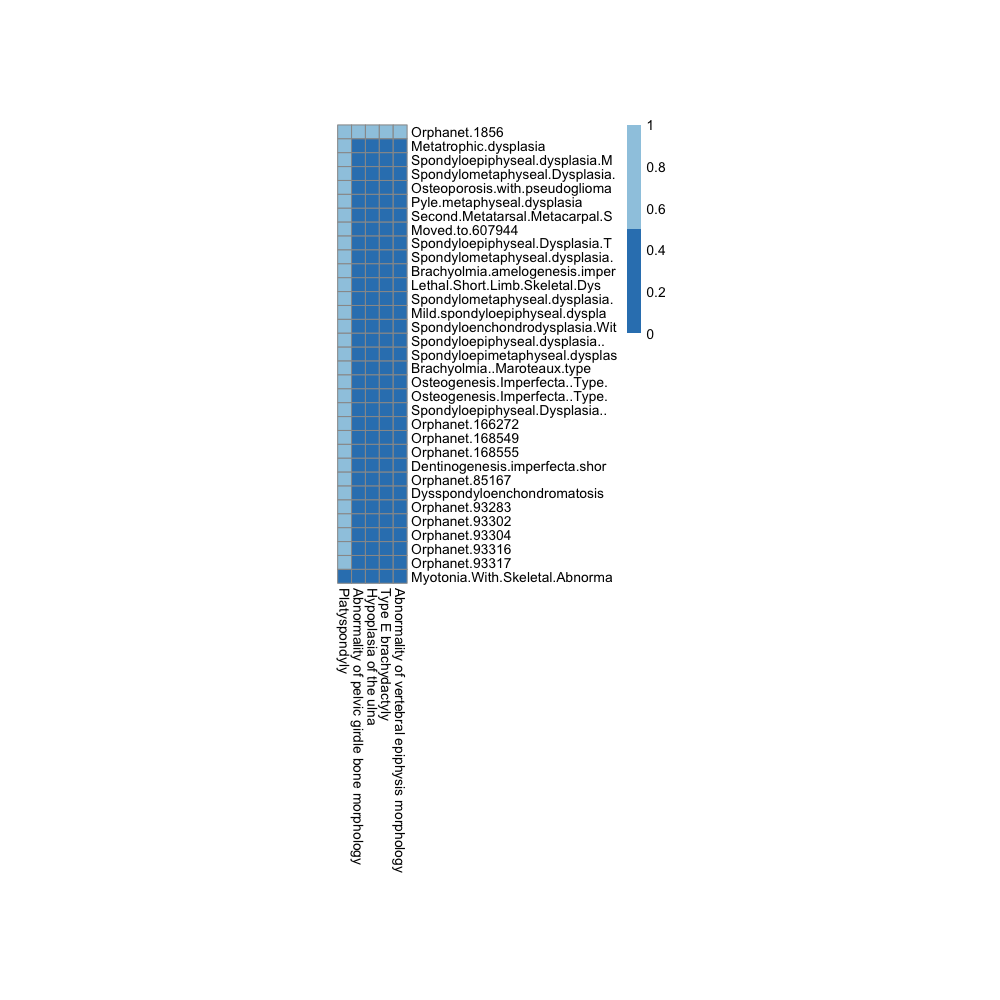 Orphanet.1856
Metatrophic.dysplasia
Spondyloepiphyseal.dysplasia.M
Spondylometaphyseal.Dysplasia.
Osteoporosis.with.pseudoglioma
Pyle.metaphyseal.dysplasia
Second.Metatarsal.Metacarpal.S
Moved.to.607944
Spondyloepiphyseal.Dysplasia.T
Spondylometaphyseal.dysplasia.
Brachyolmia.amelogenesis.imper
Lethal.Short.Limb.Skeletal.Dys
Spondylometaphyseal.dysplasia.
Mild.spondyloepiphyseal.dyspla
Spondyloenchondrodysplasia.Wit
Spondyloepiphyseal.dysplasia..
Spondyloepimetaphyseal.dysplas
Brachyolmia..Maroteaux.type
Osteogenesis.Imperfecta..Type.
Osteogenesis.Imperfecta..Type.
Spondyloepiphyseal.Dysplasia..
Orphanet.166272
Orphanet.168549
Orphanet.168555
Dentinogenesis.imperfecta.shor
Orphanet.85167
Dysspondyloenchondromatosis
Orphanet.93283
Orphanet.93302
Orphanet.93304
Orphanet.93316
Orphanet.93317
Myotonia.With.Skeletal.Abnorma
1
0.8
0.6
0.4
0.2
0
Platyspondyly
Abnormality of pelvic girdle bone morphology
Hypoplasia of the ulna
Type E brachydactyly
Abnormality of vertebral epiphysis morphology